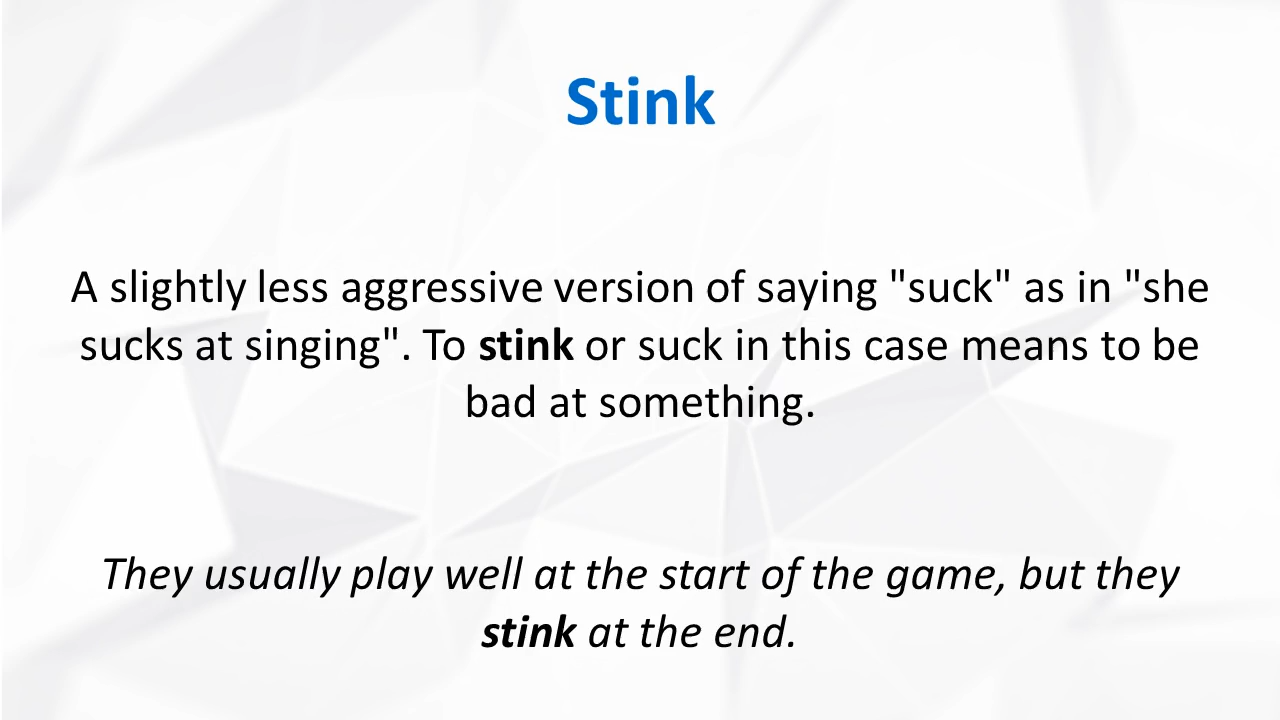 Stink
A slightly less aggressive version of saying "suck" as in "she
sucks at singing". To stink or suck in this case means to be
bad at something.
They usually play well at the start of the game, but they
stink at the end.